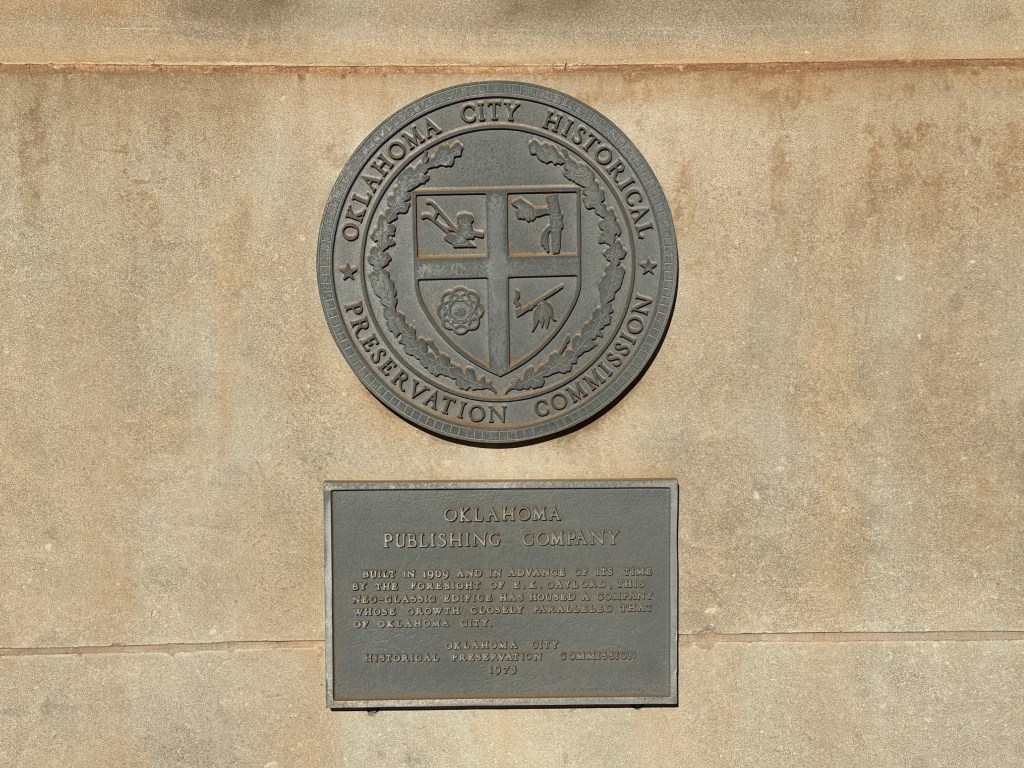 OKLAHOMA CITY HISTORICAL
PRESERVATION COMMISSION
OKLAHOMA
PUBLISHING COMPANY
BUILT IN 1909 AND IN ADVANCE OF ITS TIME
BY THE FORESIGHT OF E. K. GAYLORD, THIS
NEO-CLASSIC EDIFICE HAS HOUSED A COMPANY
WHOSE GROWTH CLOSELY PARALLELED THAT
OF OKLAHOMA CITY.
OKLAHOMA CITY
HISTORICAL PRESERVATION COMMISSION
1973